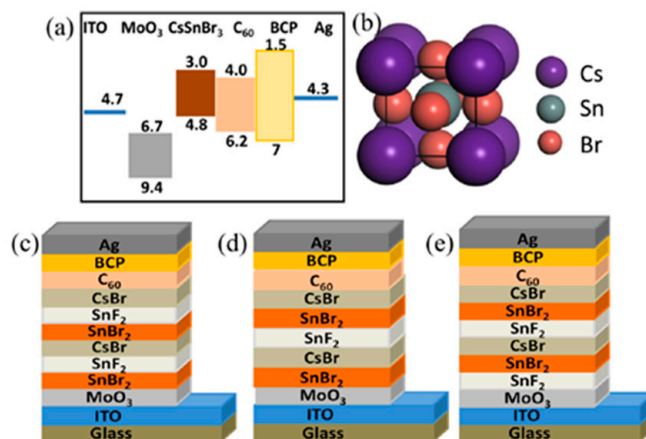 (a)
ITO MoO₃ CsSnBr₃ C₆₀ BCP Ag
4.7
6.7
9.4
3.0
4.8
4.0
6.2
1.5
7
4.3
(b)
Cs
Sn
Br
(c)
Ag
BCP
C₆₀
CsBr
SnF₂
SnBr₂
CsBr
SnF₂
SnBr₂
MoO₃
ITO
Glass
(d)
Ag
BCP
C₆₀
CsBr
SnBr₂
SnF₂
CsBr
SnBr₂
MoO₃
ITO
Glass
(e)
Ag
BCP
C₆₀
CsBr
SnBr₂
SnF₂
CsBr
SnBr₂
SnF₂
MoO₃
ITO
Glass